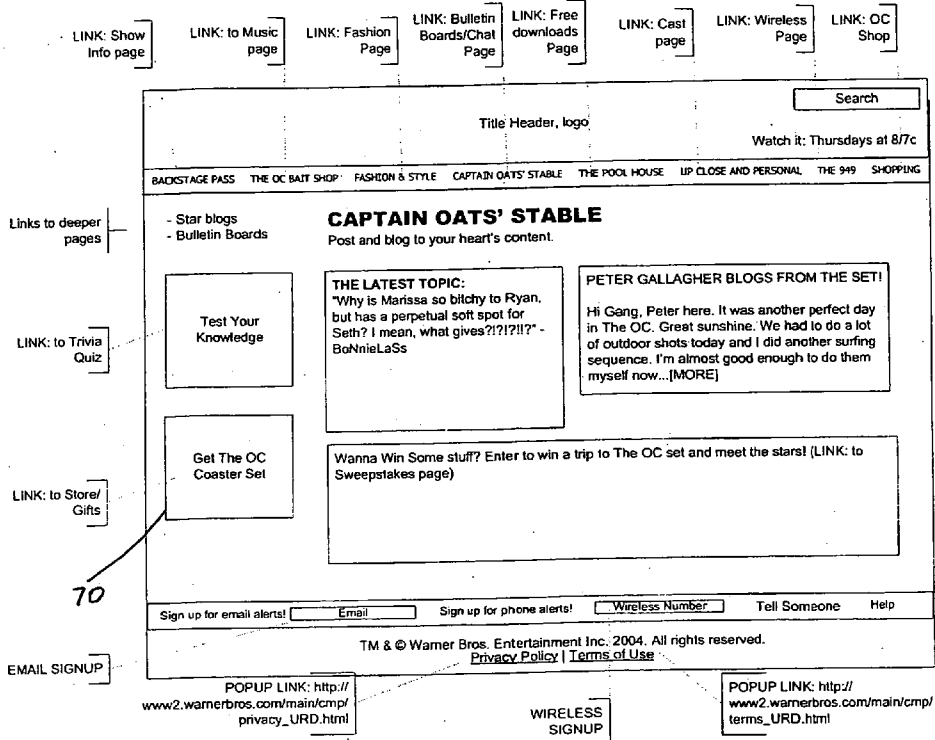 LINK: Show
Info page
LINK: to Music
page
LINK: Fashion
Page
LINK: Bulletin
Boards/Chat
Page
LINK: Free
downloads
Page
LINK: Cast
page
LINK: Wireless
Page
LINK: OC
Shop
Search
Title Header, logo
Watch it: Thursdays at 8/7c
BACKSTAGE PASS THE OC BAIT SHOP FASHION & STYLE CAPTAIN OATS' STABLE THE POOL HOUSE UP CLOSE AND PERSONAL THE 949 SHOPPING
Links to deeper
pages
- Star blogs
- Bulletin Boards
CAPTAIN OATS' STABLE
Post and blog to your heart's content.
THE LATEST TOPIC:
"Why is Marissa so bitchy to Ryan,
but has a perpetual soft spot for
Seth? I mean, what gives?!?!?!!?" -
BoNnieLaSs
PETER GALLAGHER BLOGS FROM THE SET!
Hi Gang, Peter here. It was another perfect day
in The OC. Great sunshine. We had to do a lot
of outdoor shots today and I did another surfing
sequence. I'm almost good enough to do them
myself now...[MORE]
LINK: to Trivia
Quiz
Test Your
Knowledge
LINK: to Store/
Gifts
Get The OC
Coaster Set
Wanna Win Some stuff? Enter to win a trip to The OC set and meet the stars! (LINK: to
Sweepstakes page)
70
Sign up for email alerts! Email Sign up for phone alerts! Wireless Number Tell Someone Help
TM & © Warner Bros. Entertainment Inc. 2004. All rights reserved.
Privacy Policy | Terms of Use
EMAIL SIGNUP
POPUP LINK: http://
www2.warnerbros.com/main/cmp/
privacy_URD.html
WIRELESS
SIGNUP
POPUP LINK: http://
www2.warnerbros.com/main/cmp/
terms_URD.html